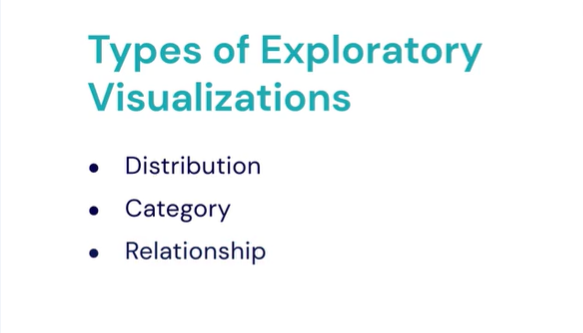 Types of Exploratory
Visualizations
• Distribution
• Category
• Relationship